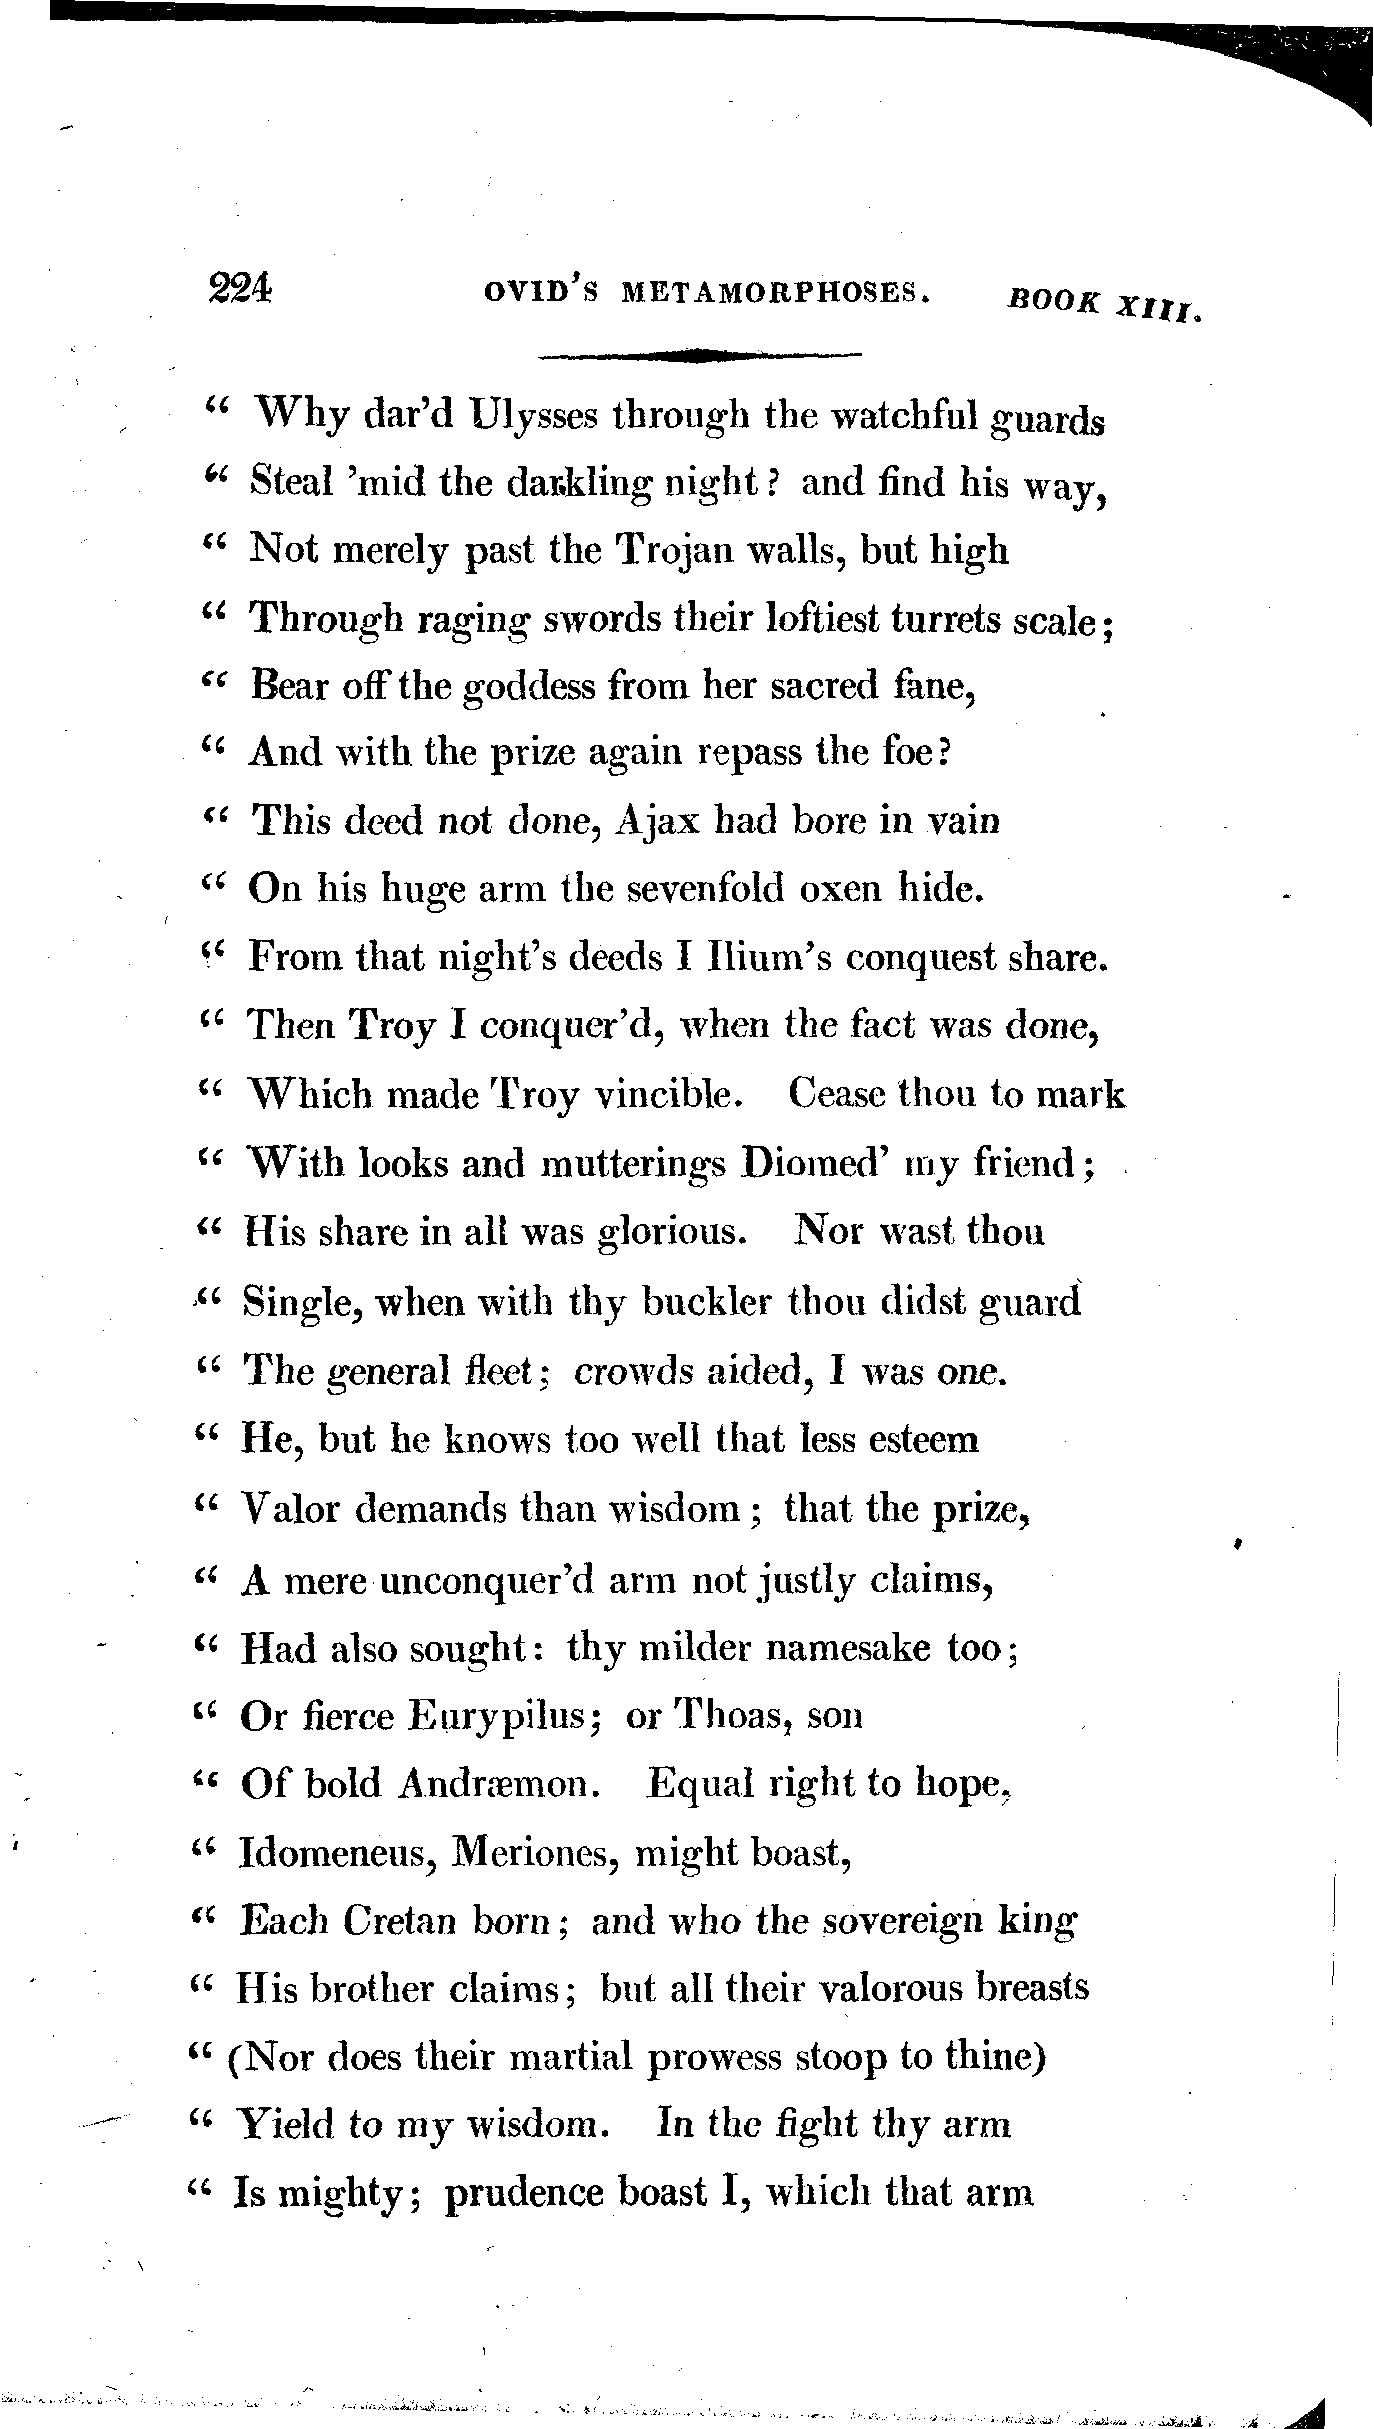 224 OVID'S METAMORPHOSES. BOOK XIII.
“ Why dar'd Ulysses through the watchful guards
“ Steal 'mid the darkling night? and find his way,
“ Not merely past the Trojan walls, but high
“ Through raging swords their loftiest turrets scale;
“ Bear off the goddess from her sacred fane,
“ And with the prize again repass the foe?
“ This deed not done, Ajax had bore in vain
“ On his huge arm the sevenfold oxen hide.
“ From that night's deeds I Ilium's conquest share.
“ Then Troy I conquer'd, when the fact was done,
“ Which made Troy vincible. Cease thou to mark
“ With looks and mutterings Diomed' my friend;
“ His share in all was glorious. Nor wast thou
“ Single, when with thy buckler thou didst guard
“ The general fleet; crowds aided, I was one.
“ He, but he knows too well that less esteem
“ Valor demands than wisdom; that the prize,
“ A mere unconquer'd arm not justly claims,
“ Had also sought: thy milder namesake too;
“ Or fierce Eurypilus; or Thoas, son
“ Of bold Andræmon. Equal right to hope,
“ Idomeneus, Meriones, might boast,
“ Each Cretan born; and who the sovereign king
“ His brother claims; but all their valorous breasts
“ (Nor does their martial prowess stoop to thine)
“ Yield to my wisdom. In the fight thy arm
“ Is mighty; prudence boast I, which that arm